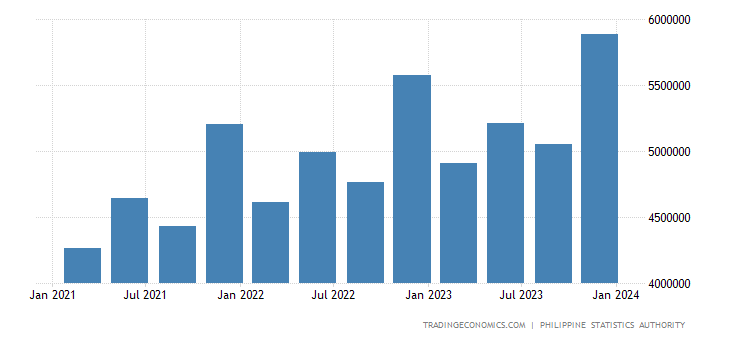 6000000
5500000
5000000
4500000
4000000
Jan 2021 Jul 2021 Jan 2022 Jul 2022 Jan 2023 Jul 2023 Jan 2024
TRADINGECONOMICS.COM | PHILIPPINE STATISTICS AUTHORITY